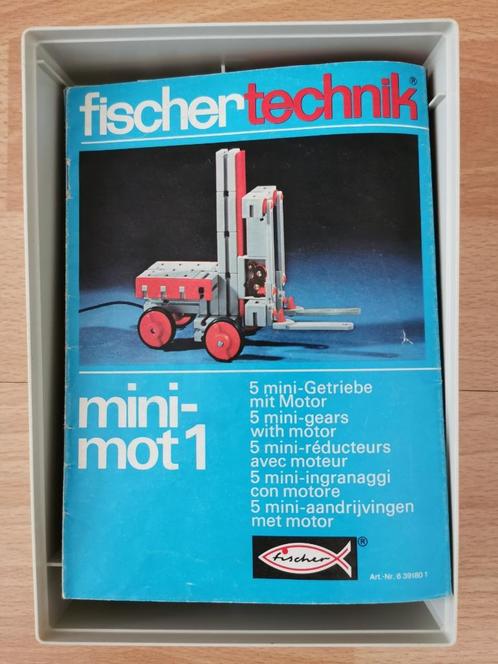 fischertechnik®
mini-
mot 1
5 mini-Getriebe
mit Motor
5 mini-gears
with motor
5 mini-réducteurs
avec moteur
5 mini-ingranaggi
con motore
5 mini-aandrijvingen
met motor
fischer ®
Art.-Nr. 6 39180 1